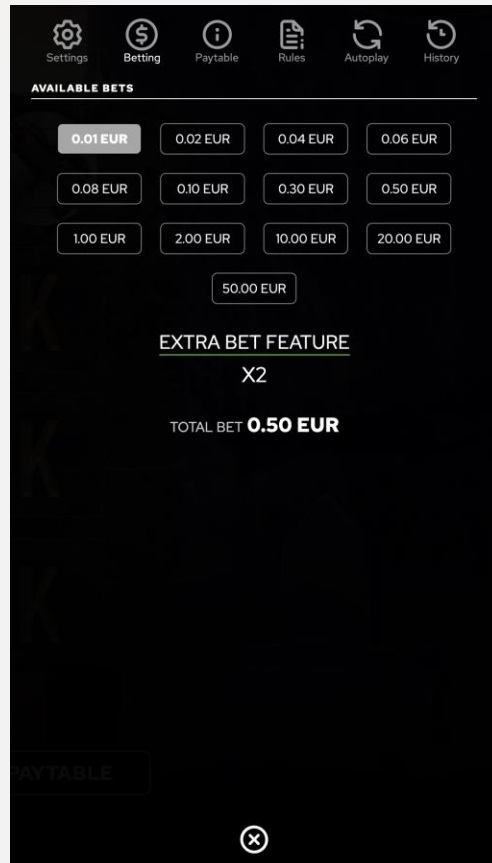 Settings Betting Paytable Rules Autoplay History
AVAILABLE BETS
0.01 EUR 0.02 EUR 0.04 EUR 0.06 EUR
0.08 EUR 0.10 EUR 0.30 EUR 0.50 EUR
1.00 EUR 2.00 EUR 10.00 EUR 20.00 EUR
50.00 EUR
K
EXTRA BET FEATURE
X2
TOTAL BET 0.50 EUR
K
K
PAYTABLE